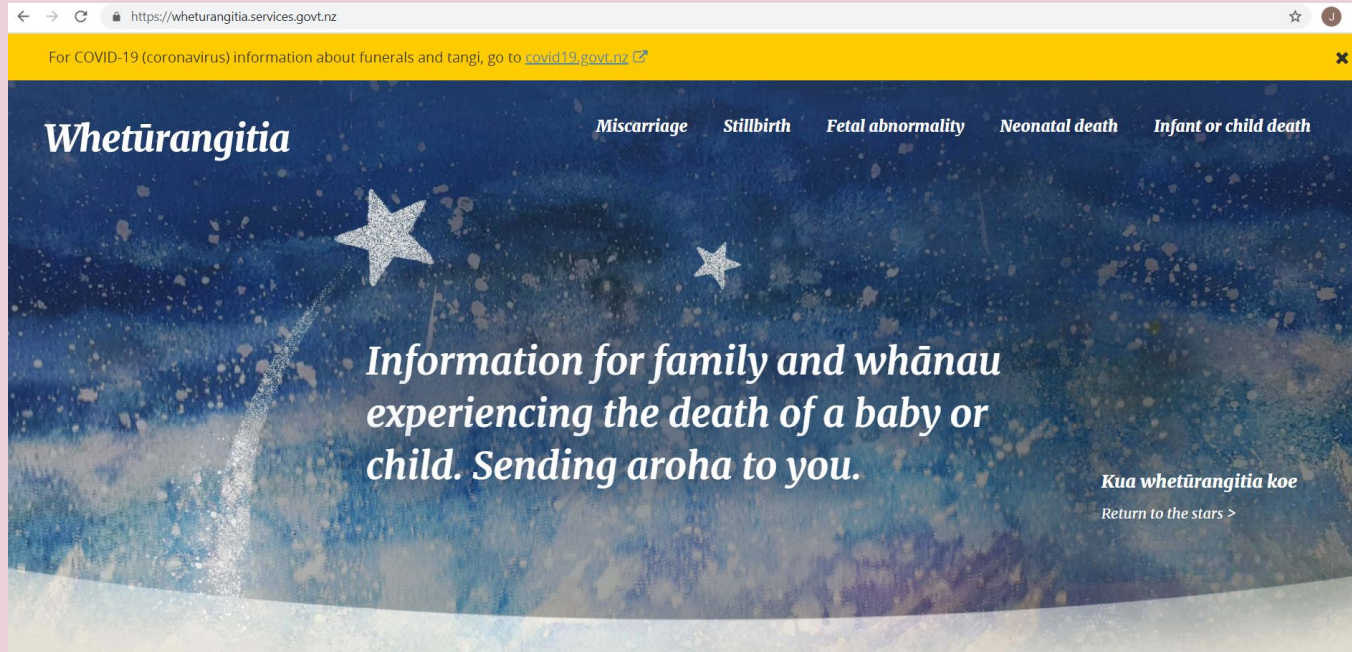 https://wheturangitia.services.govt.nz
J
For COVID-19 (coronavirus) information about funerals and tangi, go to covid19.govt.nz
Whetūrangitia
Miscarriage Stillbirth Fetal abnormality Neonatal death Infant or child death
Information for family and whānau
experiencing the death of a baby or
child. Sending aroha to you.
Kua whetūrangitia koe
Return to the stars >